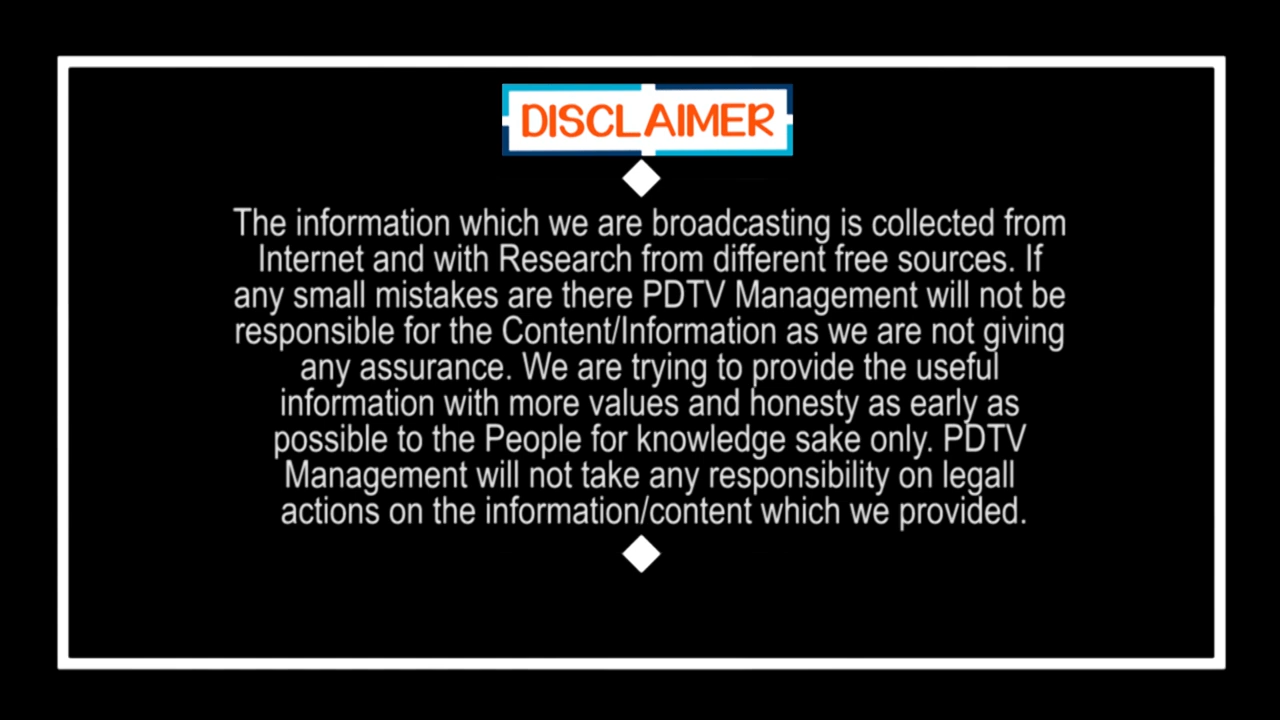 DISCLAIMER
The information which we are broadcasting is collected from
Internet and with Research from different free sources. If
any small mistakes are there PDTV Management will not be
responsible for the Content/Information as we are not giving
any assurance. We are trying to provide the useful
information with more values and honesty as early as
possible to the People for knowledge sake only. PDTV
Management will not take any responsibility on legall
actions on the information/content which we provided.